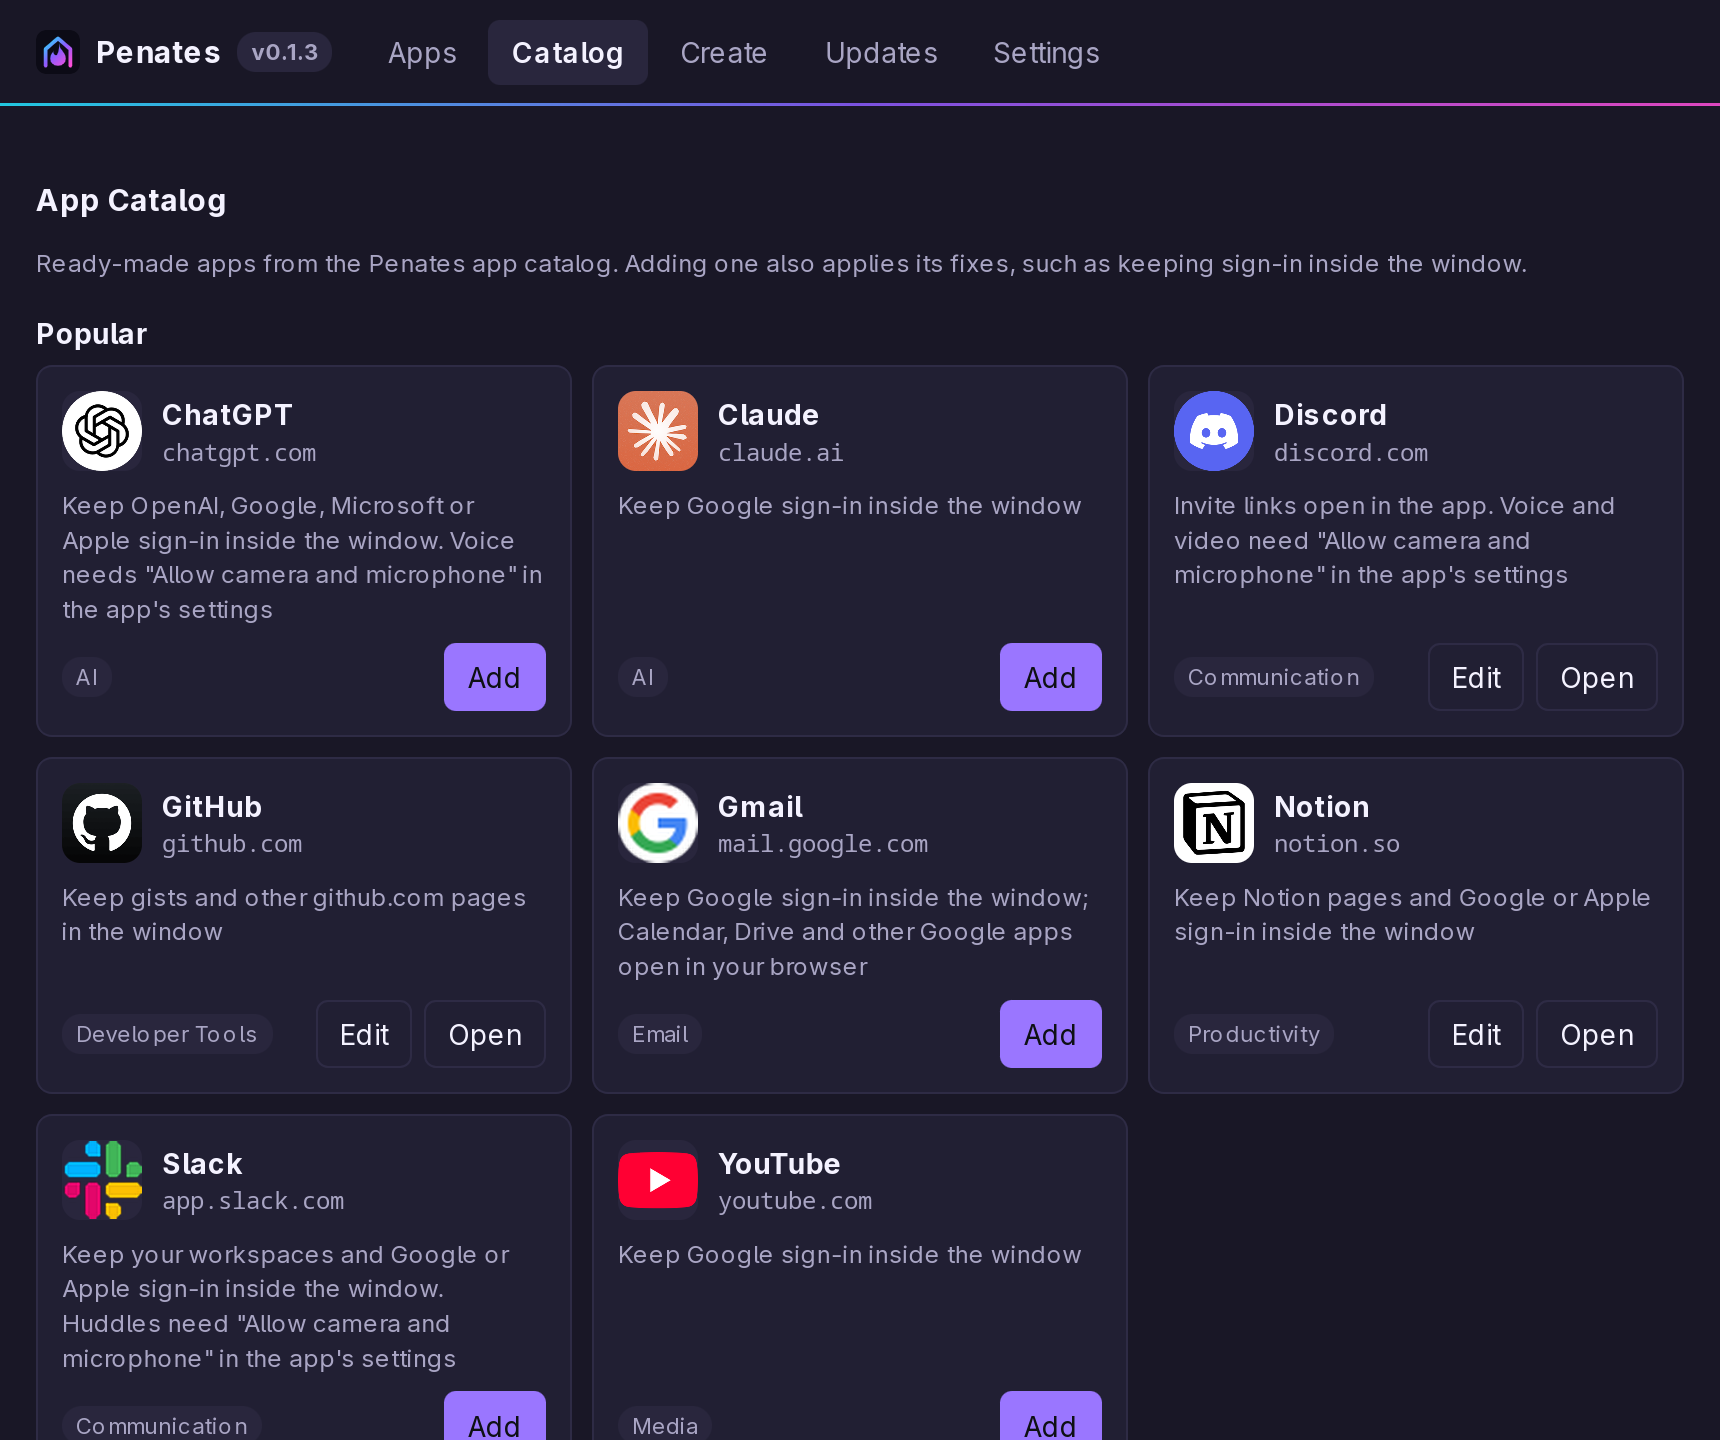 Penates v0.1.3 Apps Catalog Create Updates Settings
App Catalog
Ready-made apps from the Penates app catalog. Adding one also applies its fixes, such as keeping sign-in inside the window.
Popular
ChatGPT
chatgpt.com
Keep OpenAI, Google, Microsoft or
Apple sign-in inside the window. Voice
needs "Allow camera and microphone" in
the app's settings
AI Add
Claude
claude.ai
Keep Google sign-in inside the window
AI Add
Discord
discord.com
Invite links open in the app. Voice and
video need "Allow camera and
microphone" in the app's settings
Communication Edit Open
GitHub
github.com
Keep gists and other github.com pages
in the window
Developer Tools Edit Open
Gmail
mail.google.com
Keep Google sign-in inside the window;
Calendar, Drive and other Google apps
open in your browser
Email Add
Notion
notion.so
Keep Notion pages and Google or Apple
sign-in inside the window
Productivity Edit Open
Slack
app.slack.com
Keep your workspaces and Google or
Apple sign-in inside the window.
Huddles need "Allow camera and
microphone" in the app's settings
Communication Add
YouTube
youtube.com
Keep Google sign-in inside the window
Media Add